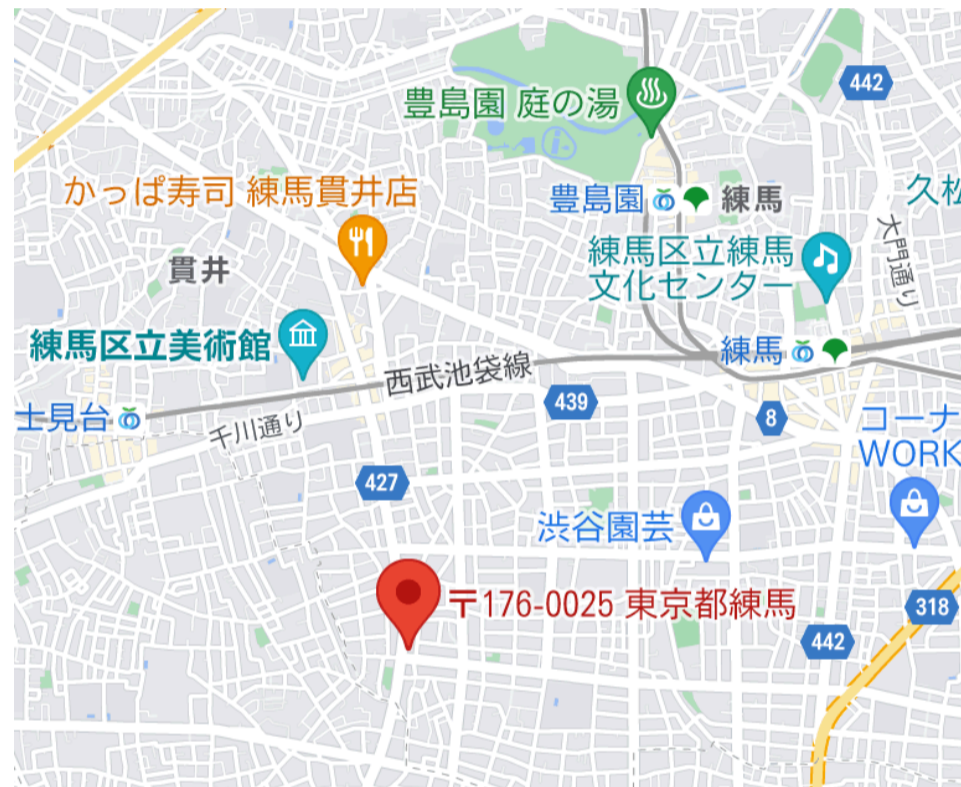 442
豊島園 庭の湯
かっぱ寿司 練馬貫井店
豊島園
練馬
久松
練馬区立練馬
文化センター
大門通り
貫井
練馬区立美術館
練馬
西武池袋線
439
8
士見台
千川通り
コーナ
WORK
427
渋谷園芸
〒176-0025 東京都練馬
318
442